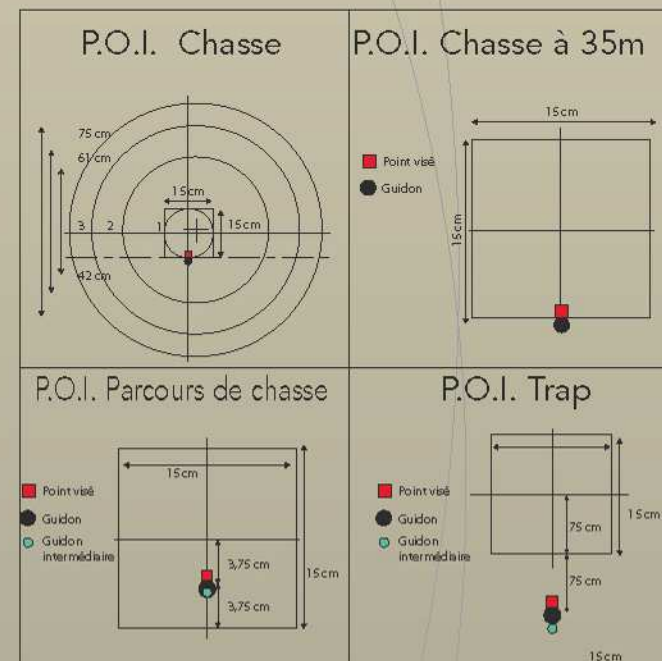 P.O.I. Chasse
75 cm
61 cm
15cm
3
2
1
15cm
42 cm
P.O.I. Chasse à 35m
15cm
Point visé
Guidon
15cm
P.O.I. Parcours de chasse
15cm
Point visé
Guidon
Guidon
intermédiaire
3,75 cm
15cm
3,75 cm
P.O.I. Trap
Point visé
Guidon
Guidon
intermédiaire
75 cm
15cm
75 cm
15cm